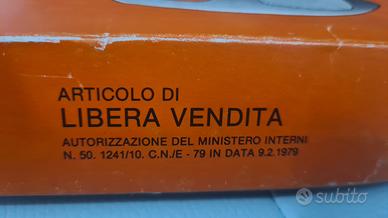 ARTICOLO DI
LIBERA VENDITA
AUTORIZZAZIONE DEL MINISTERO INTERNI
N. 50. 1241/10. C.N./E - 79 IN DATA 9.2.1979
subito